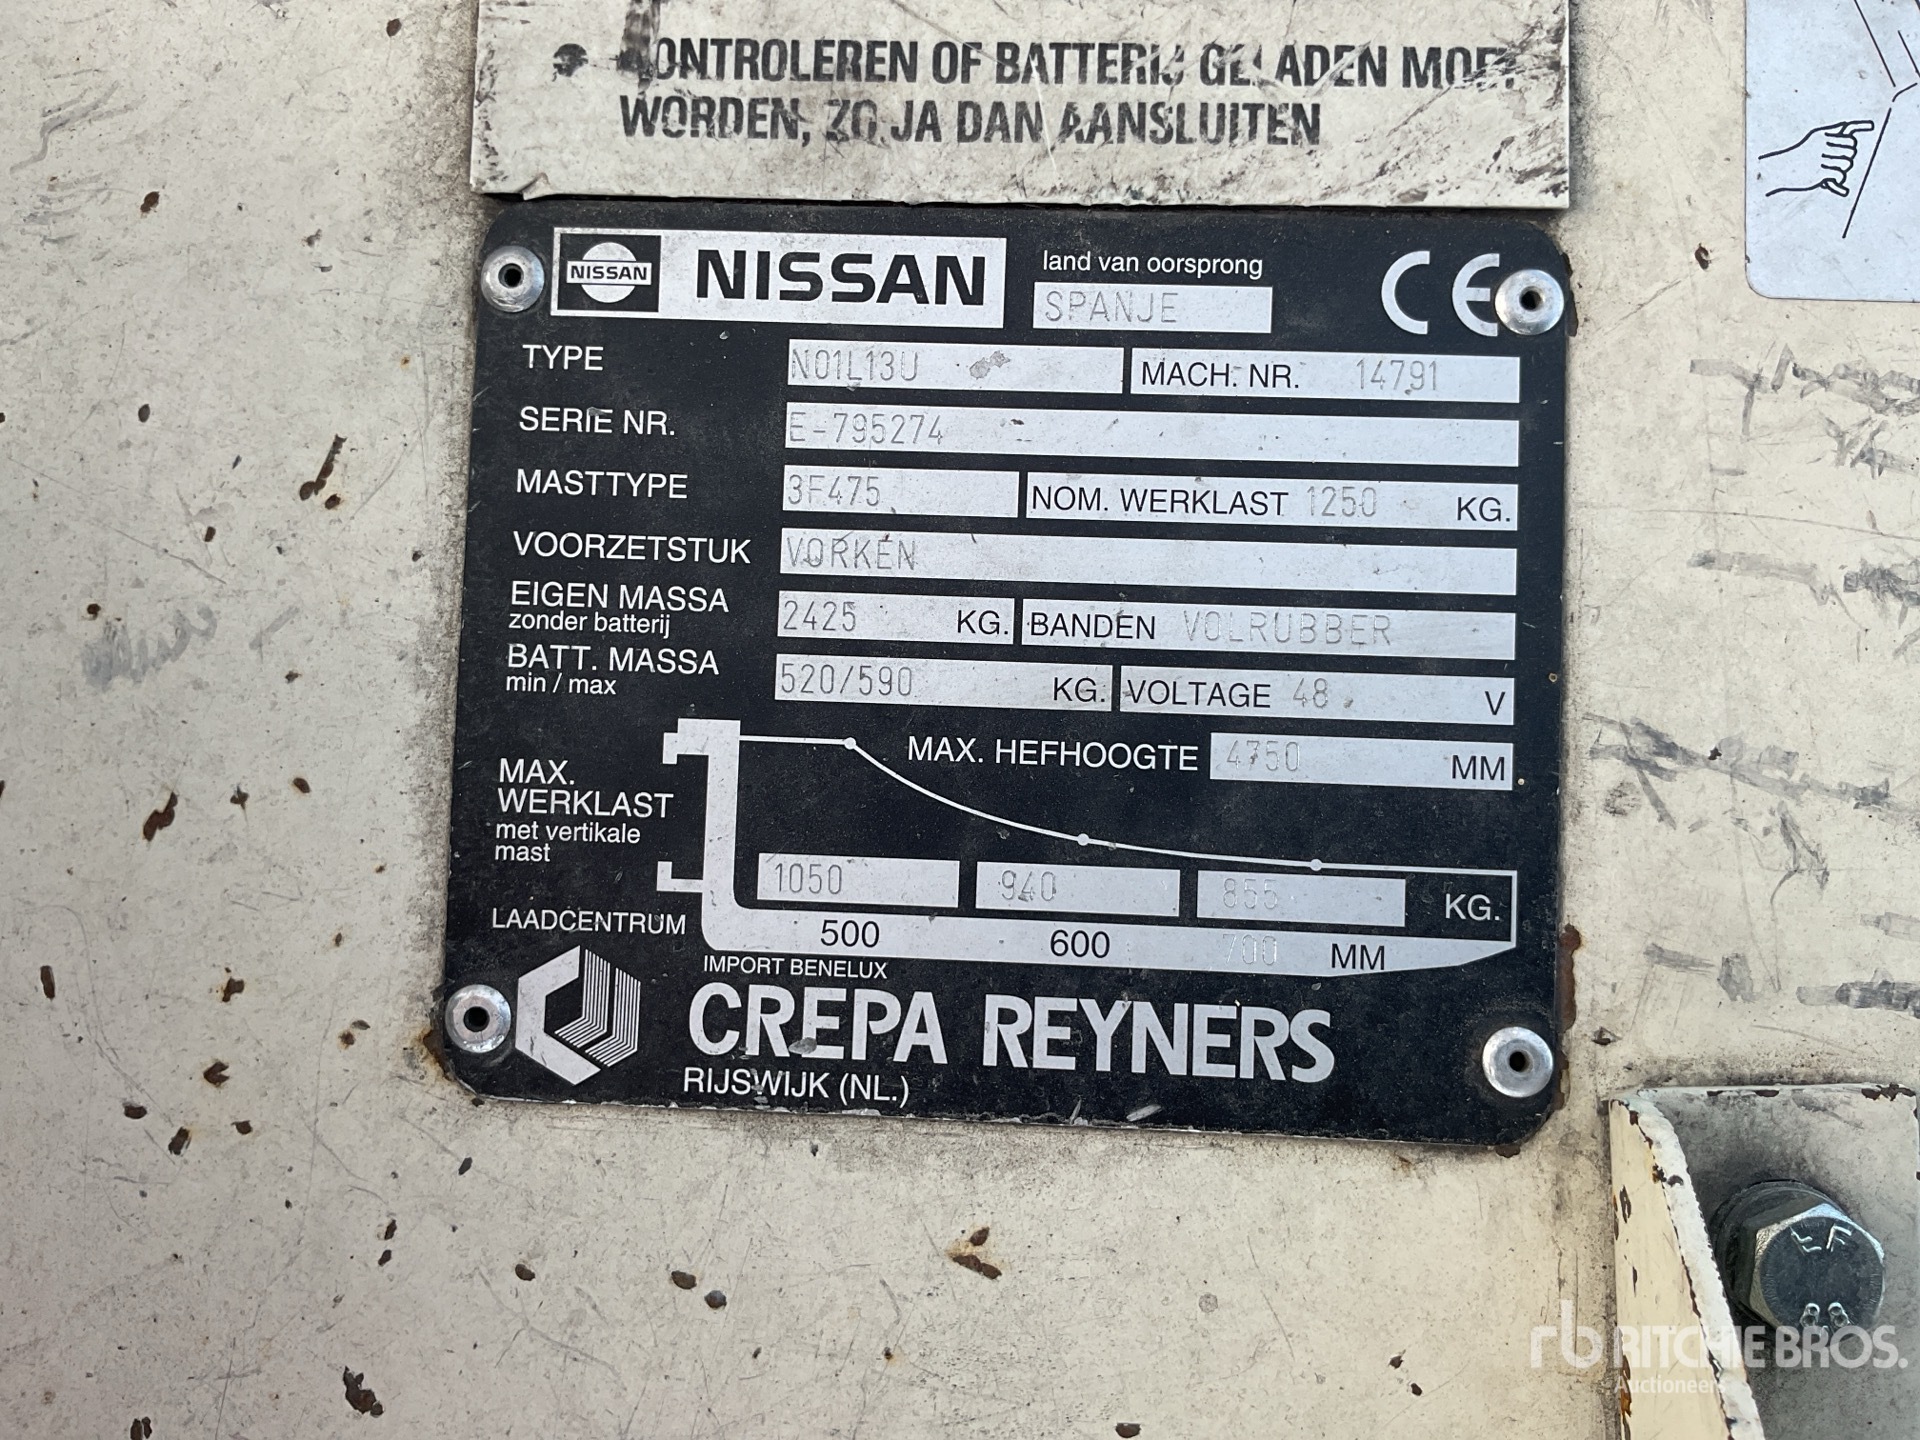 CONTROLEREN OF BATTERIJ GELADEN MOET
WORDEN, ZO JA DAN AANSLUITEN
NISSAN NISSAN land van oorsprong CE
SPANJE
TYPE N01L13U MACH. NR. 14791
SERIE NR. E-795274
MASTTYPE 3F475 NOM. WERKLAST 1250 KG.
VOORZETSTUK VORKEN
EIGEN MASSA 2425 KG. BANDEN VOLRUBBER
zonder batterij
BATT. MASSA 520/590 KG. VOLTAGE 48 V
min / max
MAX. HEFHOOGTE 4750 MM
MAX.
WERKLAST
met vertikale
mast
1050 940 855 KG.
LAADCENTRUM 500 600 700 MM
IMPORT BENELUX
CREPA REYNERS
RIJSWIJK (NL.)
EF
8.8
rb RITCHIE BROS.
Auctioneers